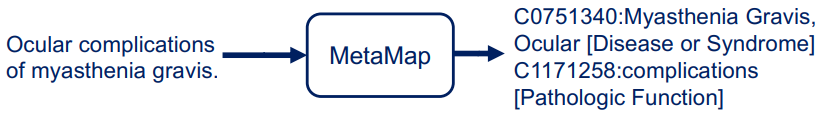 Ocular complications
of myasthenia gravis.
MetaMap
C0751340:Myasthenia Gravis,
Ocular [Disease or Syndrome]
C1171258:complications
[Pathologic Function]